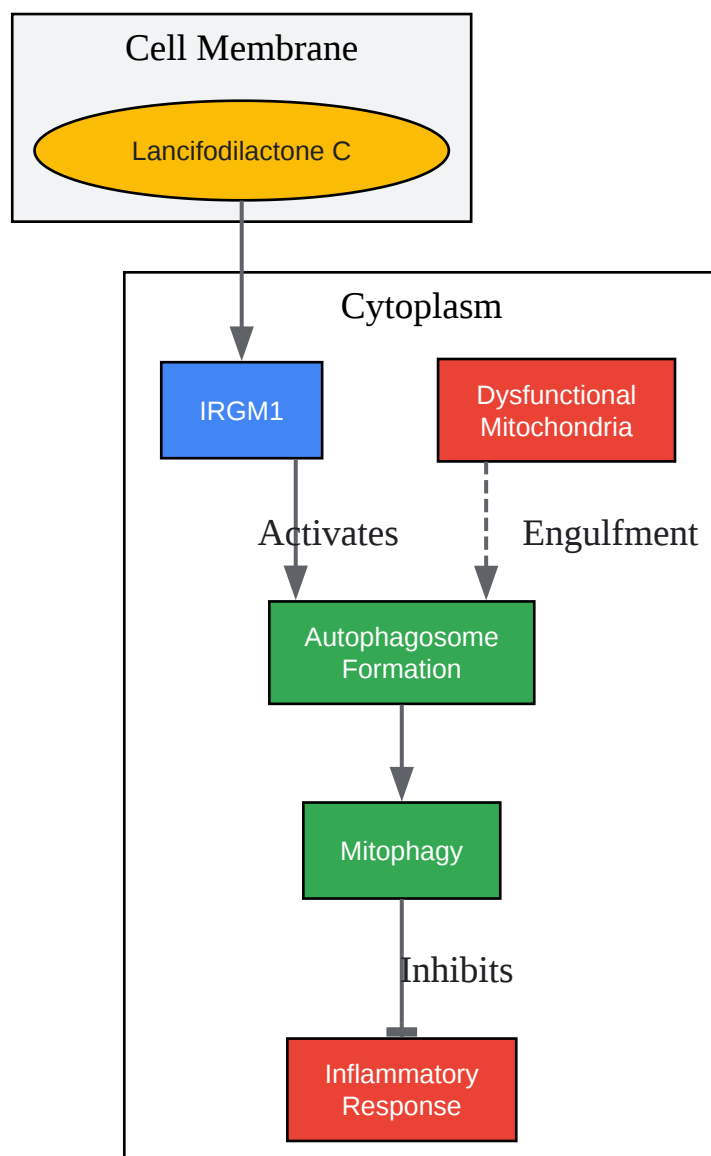 Cell Membrane
Lancifodilactone C
Cytoplasm
IRGM1
Dysfunctional
Mitochondria
Activates
Engulfment
Autophagosome
Formation
Mitophagy
Inhibits
Inflammatory
Response